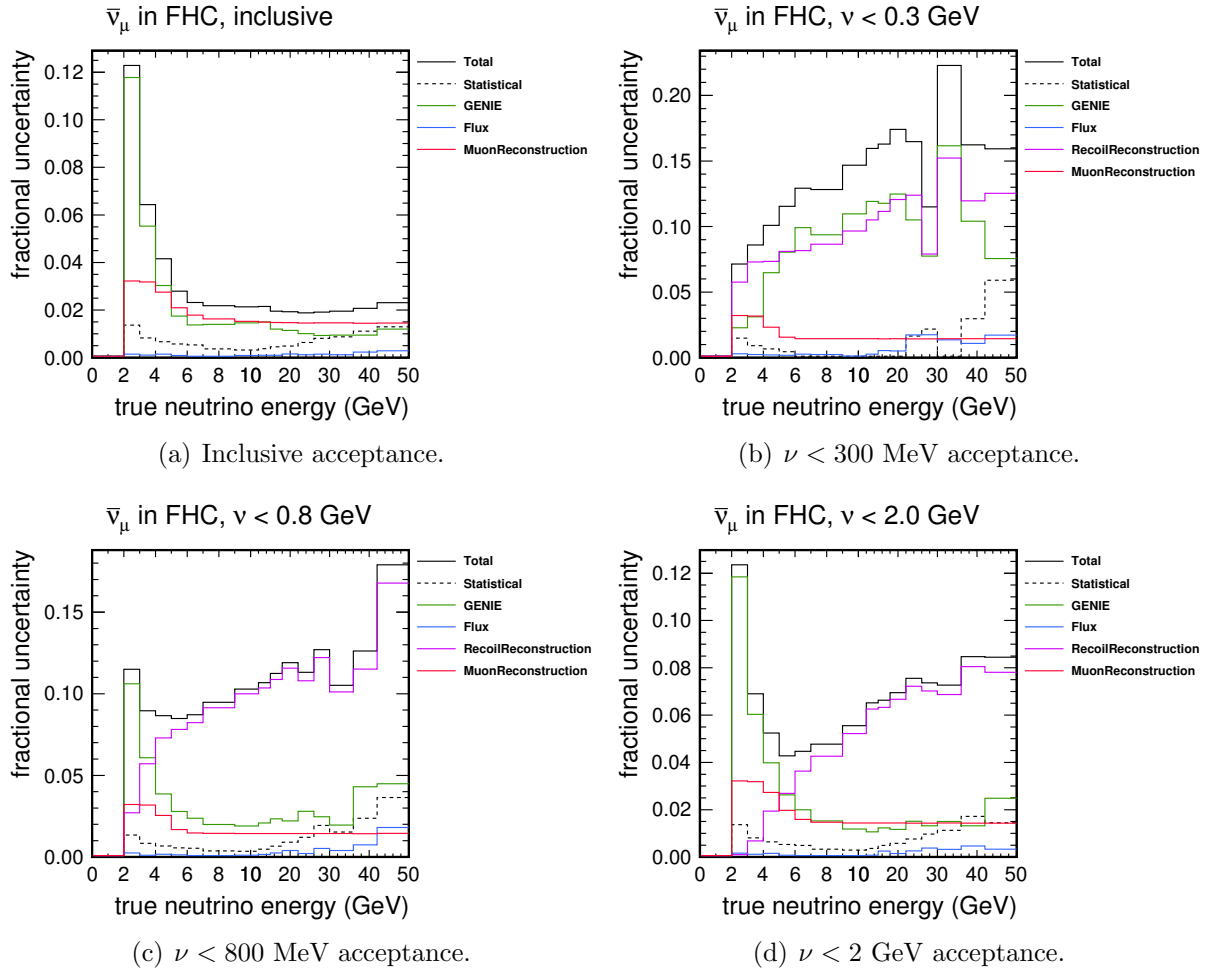 ν̅μ in FHC, inclusive
fractional uncertainty
0.12
0.10
0.08
0.06
0.04
0.02
0.00
0 2 4 6 8 10 20 30 40 50
true neutrino energy (GeV)
Total
Statistical
GENIE
Flux
MuonReconstruction
(a) Inclusive acceptance.
ν̅μ in FHC, ν < 0.3 GeV
fractional uncertainty
0.20
0.15
0.10
0.05
0.00
0 2 4 6 8 10 20 30 40 50
true neutrino energy (GeV)
Total
Statistical
GENIE
Flux
RecoilReconstruction
MuonReconstruction
(b) ν < 300 MeV acceptance.
ν̅μ in FHC, ν < 0.8 GeV
fractional uncertainty
0.15
0.10
0.05
0.00
0 2 4 6 8 10 20 30 40 50
true neutrino energy (GeV)
Total
Statistical
GENIE
Flux
RecoilReconstruction
MuonReconstruction
(c) ν < 800 MeV acceptance.
ν̅μ in FHC, ν < 2.0 GeV
fractional uncertainty
0.12
0.10
0.08
0.06
0.04
0.02
0.00
0 2 4 6 8 10 20 30 40 50
true neutrino energy (GeV)
Total
Statistical
GENIE
Flux
RecoilReconstruction
MuonReconstruction
(d) ν < 2 GeV acceptance.